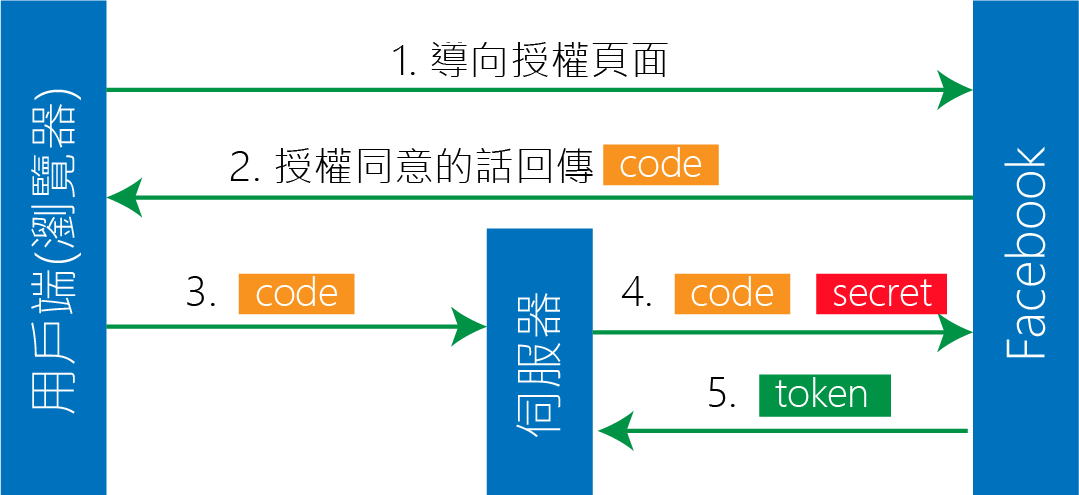 1. 導向授權頁面
2. 授權同意的話回傳 code
3. code
4. code secret
5. token
用戶端(瀏覽器)
伺服器
Facebook